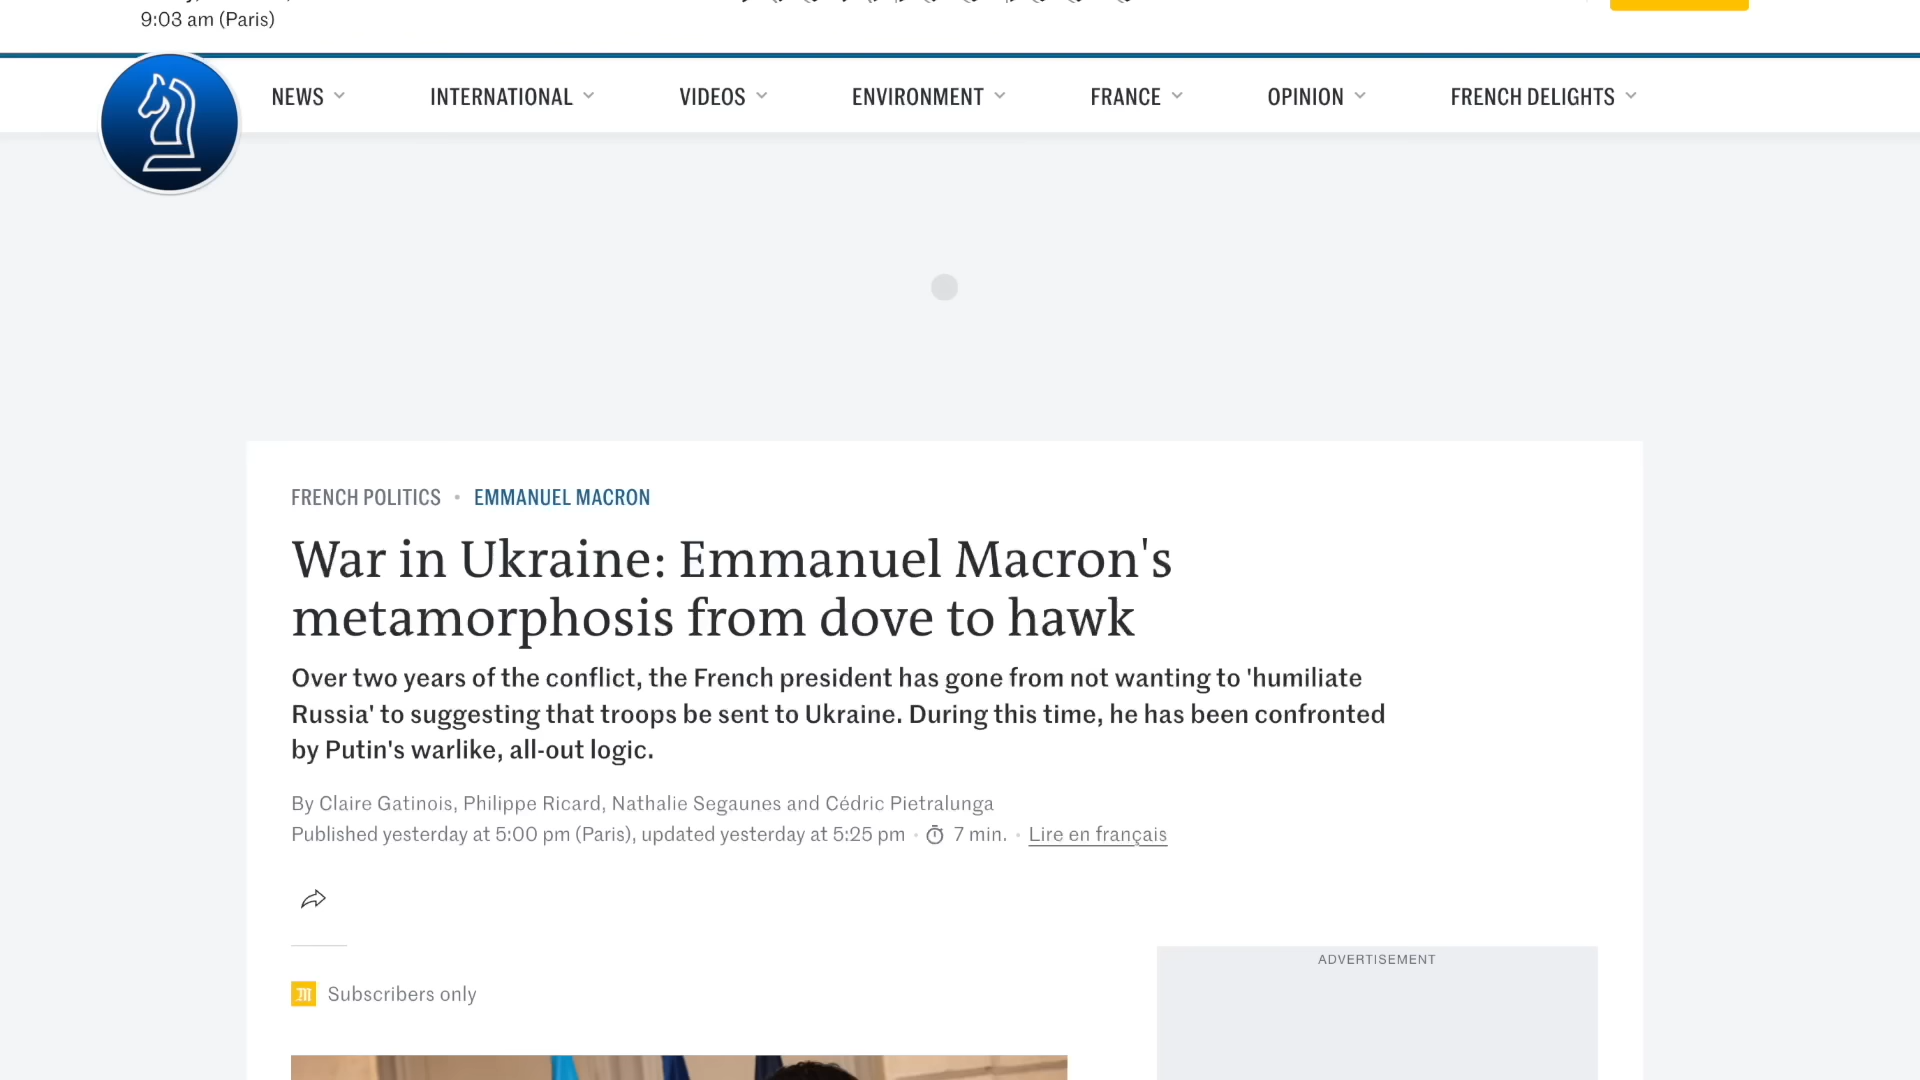 9:03 am (Paris)
NEWS
INTERNATIONAL
VIDEOS
ENVIRONMENT
FRANCE
OPINION
FRENCH DELIGHTS
FRENCH POLITICS • EMMANUEL MACRON
War in Ukraine: Emmanuel Macron's
metamorphosis from dove to hawk
Over two years of the conflict, the French president has gone from not wanting to 'humiliate
Russia' to suggesting that troops be sent to Ukraine. During this time, he has been confronted
by Putin's warlike, all-out logic.
By Claire Gatinois, Philippe Ricard, Nathalie Segaunes and Cédric Pietralunga
Published yesterday at 5:00 pm (Paris), updated yesterday at 5:25 pm • 7 min. • Lire en français
ADVERTISEMENT
M Subscribers only